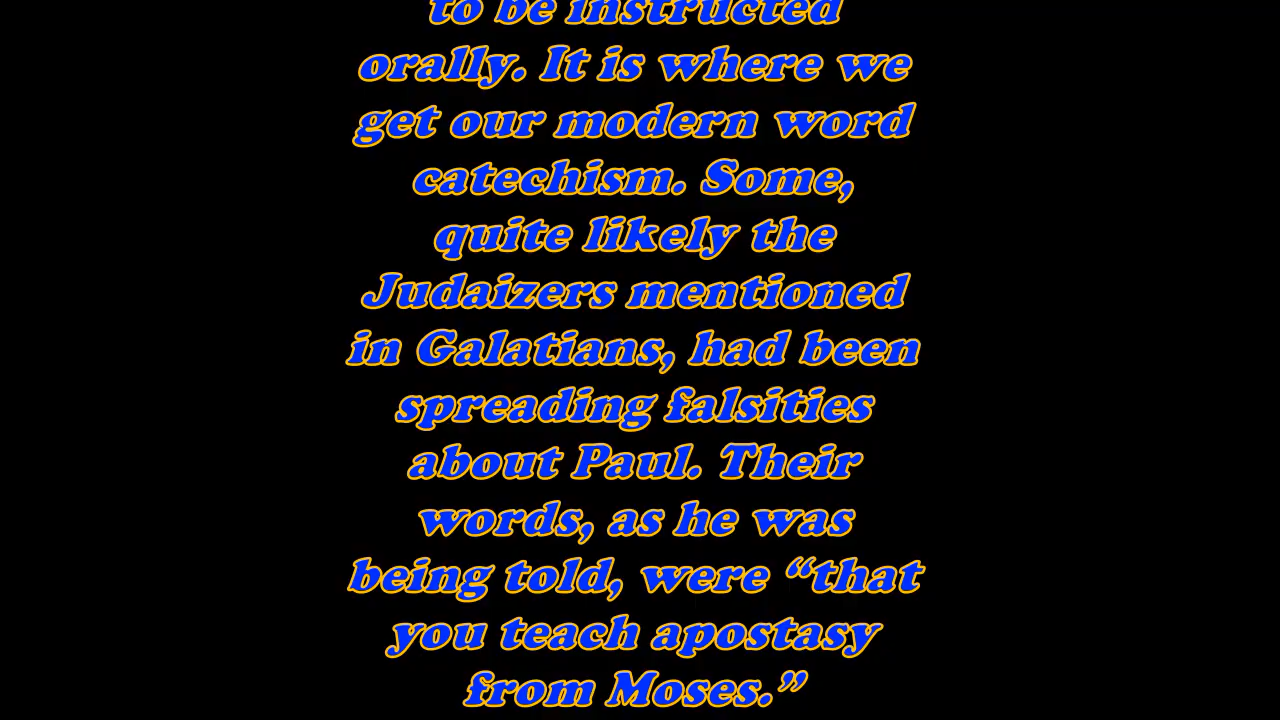 to be instructed
orally. It is where we
get our modern word
catechism. Some,
quite likely the
Judaizers mentioned
in Galatians, had been
spreading falsities
about Paul. Their
words, as he was
being told, were “that
you teach apostasy
from Moses.”